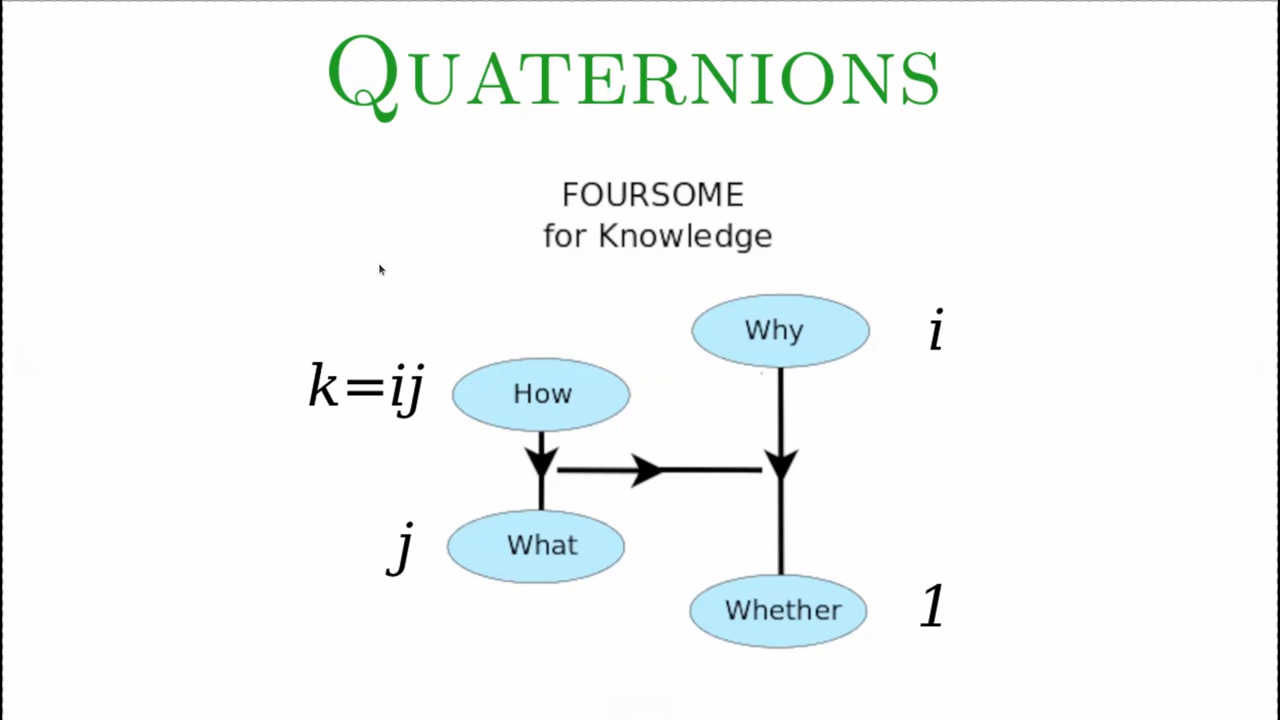 QUATERNIONS
FOURSOME
for Knowledge
Why
i
k=ij
How
j
What
Whether
1